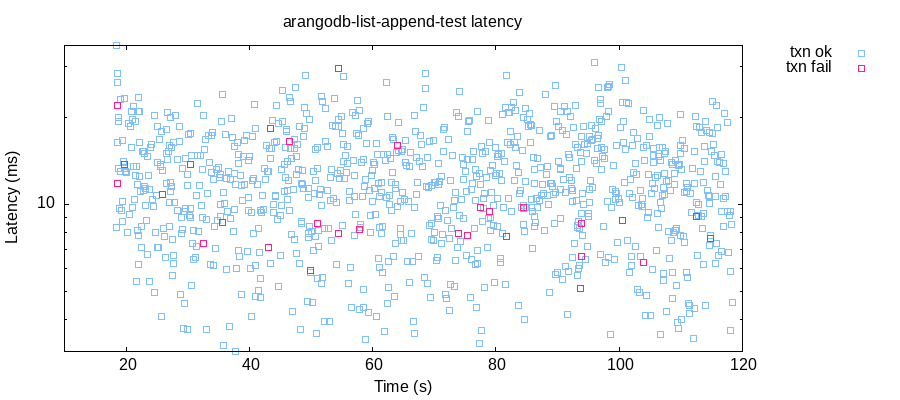 arangodb-list-append-test latency
txn ok
txn fail
10
Latency (ms)
20 40 60 80 100 120
Time (s)